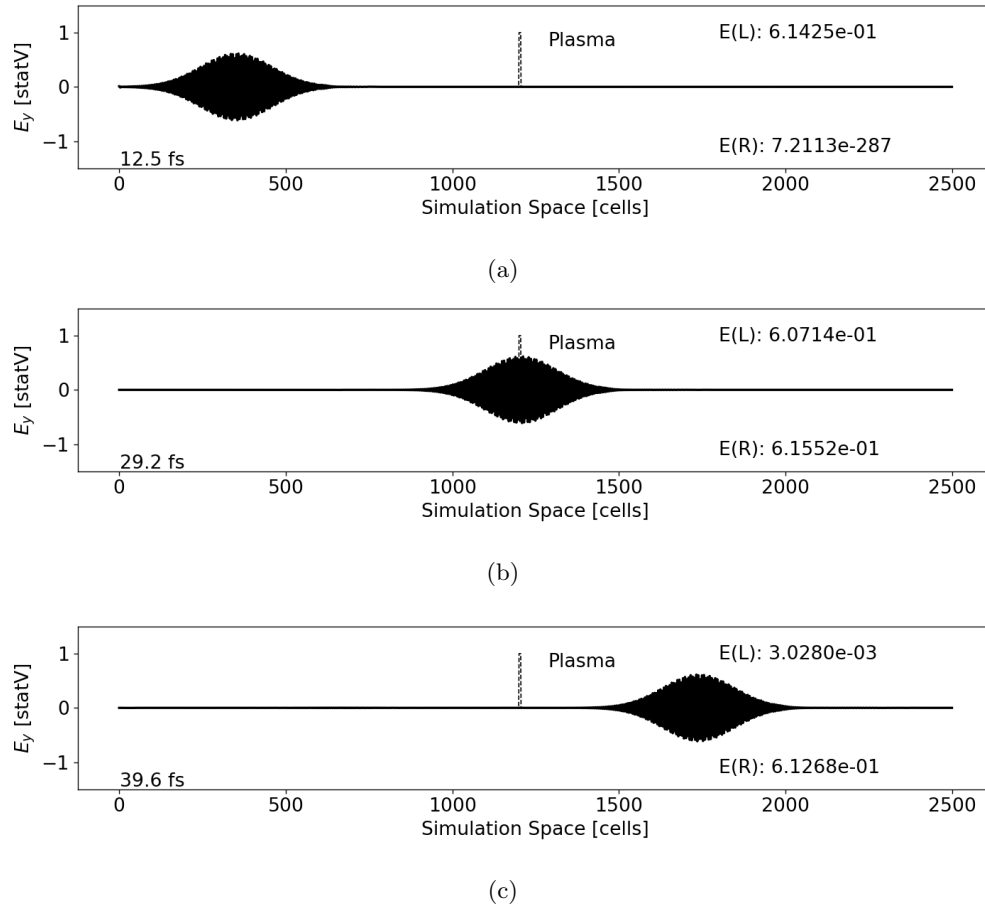 E_y [statV]
1
0
−1
Plasma
E(L): 6.1425e-01
E(R): 7.2113e-287
12.5 fs
0 500 1000 1500 2000 2500
Simulation Space [cells]
(a)
E_y [statV]
1
0
−1
Plasma
E(L): 6.0714e-01
E(R): 6.1552e-01
29.2 fs
0 500 1000 1500 2000 2500
Simulation Space [cells]
(b)
E_y [statV]
1
0
−1
Plasma
E(L): 3.0280e-03
E(R): 6.1268e-01
39.6 fs
0 500 1000 1500 2000 2500
Simulation Space [cells]
(c)